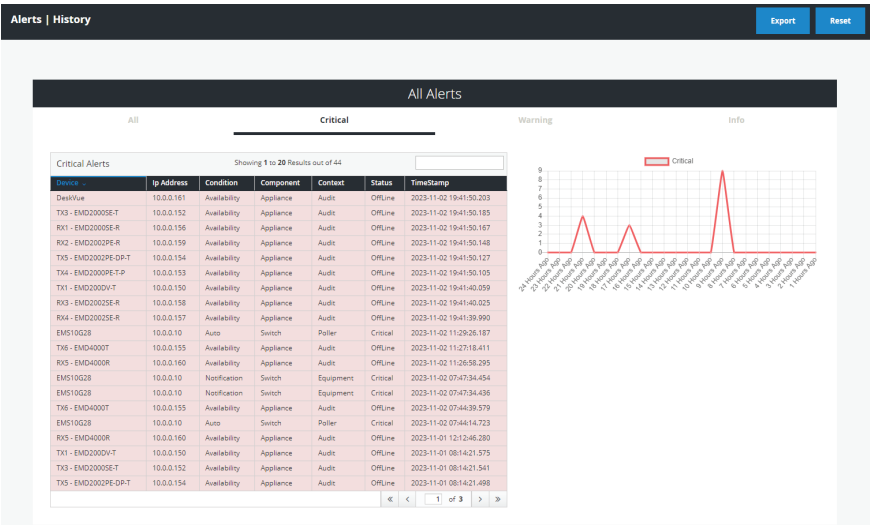 Alerts | History
Export
Reset
All Alerts
All
Critical
Warning
Info
Critical Alerts
Showing 1 to 20 Results out of 44
Device Ip Address Condition Component Context Status TimeStamp
DeskVue 10.0.0.161 Availability Appliance Audit OffLine 2023-11-02 19:41:50.203
TX3 - EMD2000SE-T 10.0.0.152 Availability Appliance Audit OffLine 2023-11-02 19:41:50.185
RX1 - EMD2000SE-R 10.0.0.156 Availability Appliance Audit OffLine 2023-11-02 19:41:50.167
RX2 - EMD2002PE-R 10.0.0.159 Availability Appliance Audit OffLine 2023-11-02 19:41:50.148
TX5 - EMD2002PE-DP-T 10.0.0.154 Availability Appliance Audit OffLine 2023-11-02 19:41:50.127
TX4 - EMD2000PE-T-P 10.0.0.153 Availability Appliance Audit OffLine 2023-11-02 19:41:50.105
TX1 - EMD200DV-T 10.0.0.150 Availability Appliance Audit OffLine 2023-11-02 19:41:40.059
RX3 - EMD2002SE-R 10.0.0.158 Availability Appliance Audit OffLine 2023-11-02 19:41:40.025
RX4 - EMD2002SE-R 10.0.0.157 Availability Appliance Audit OffLine 2023-11-02 19:41:39.990
EMS10G28 10.0.0.10 Auto Switch Poller Critical 2023-11-02 11:29:26.187
TX6 - EMD4000T 10.0.0.155 Availability Appliance Audit OffLine 2023-11-02 11:27:18.411
RX5 - EMD4000R 10.0.0.160 Availability Appliance Audit OffLine 2023-11-02 11:26:58.295
EMS10G28 10.0.0.10 Notification Switch Equipment Critical 2023-11-02 07:47:34.454
EMS10G28 10.0.0.10 Notification Switch Equipment Critical 2023-11-02 07:47:34.436
TX6 - EMD4000T 10.0.0.155 Availability Appliance Audit OffLine 2023-11-02 07:44:39.579
EMS10G28 10.0.0.10 Auto Switch Poller Critical 2023-11-02 07:44:14.723
RX5 - EMD4000R 10.0.0.160 Availability Appliance Audit OffLine 2023-11-01 12:12:46.280
TX1 - EMD200DV-T 10.0.0.150 Availability Appliance Audit OffLine 2023-11-01 08:14:21.575
TX3 - EMD2000SE-T 10.0.0.152 Availability Appliance Audit OffLine 2023-11-01 08:14:21.541
TX5 - EMD2002PE-DP-T 10.0.0.154 Availability Appliance Audit OffLine 2023-11-01 08:14:21.498
« < 1 of 3 > »
Critical
9
8
7
6
5
4
3
2
1
0
24 Hours Ago
23 Hours Ago
22 Hours Ago
21 Hours Ago
20 Hours Ago
19 Hours Ago
18 Hours Ago
17 Hours Ago
16 Hours Ago
15 Hours Ago
14 Hours Ago
13 Hours Ago
12 Hours Ago
11 Hours Ago
10 Hours Ago
9 Hours Ago
8 Hours Ago
7 Hours Ago
6 Hours Ago
5 Hours Ago
4 Hours Ago
3 Hours Ago
2 Hours Ago
1 Hours Ago